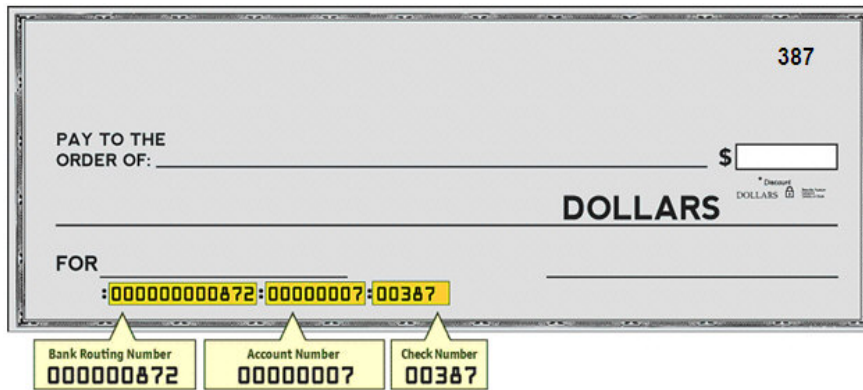 387
PAY TO THE
ORDER OF: $
* Discount
DOLLARS
DOLLARS
FOR
:000000000872:00000007:00387
Bank Routing Number Account Number Check Number
000000872 00000007 00387